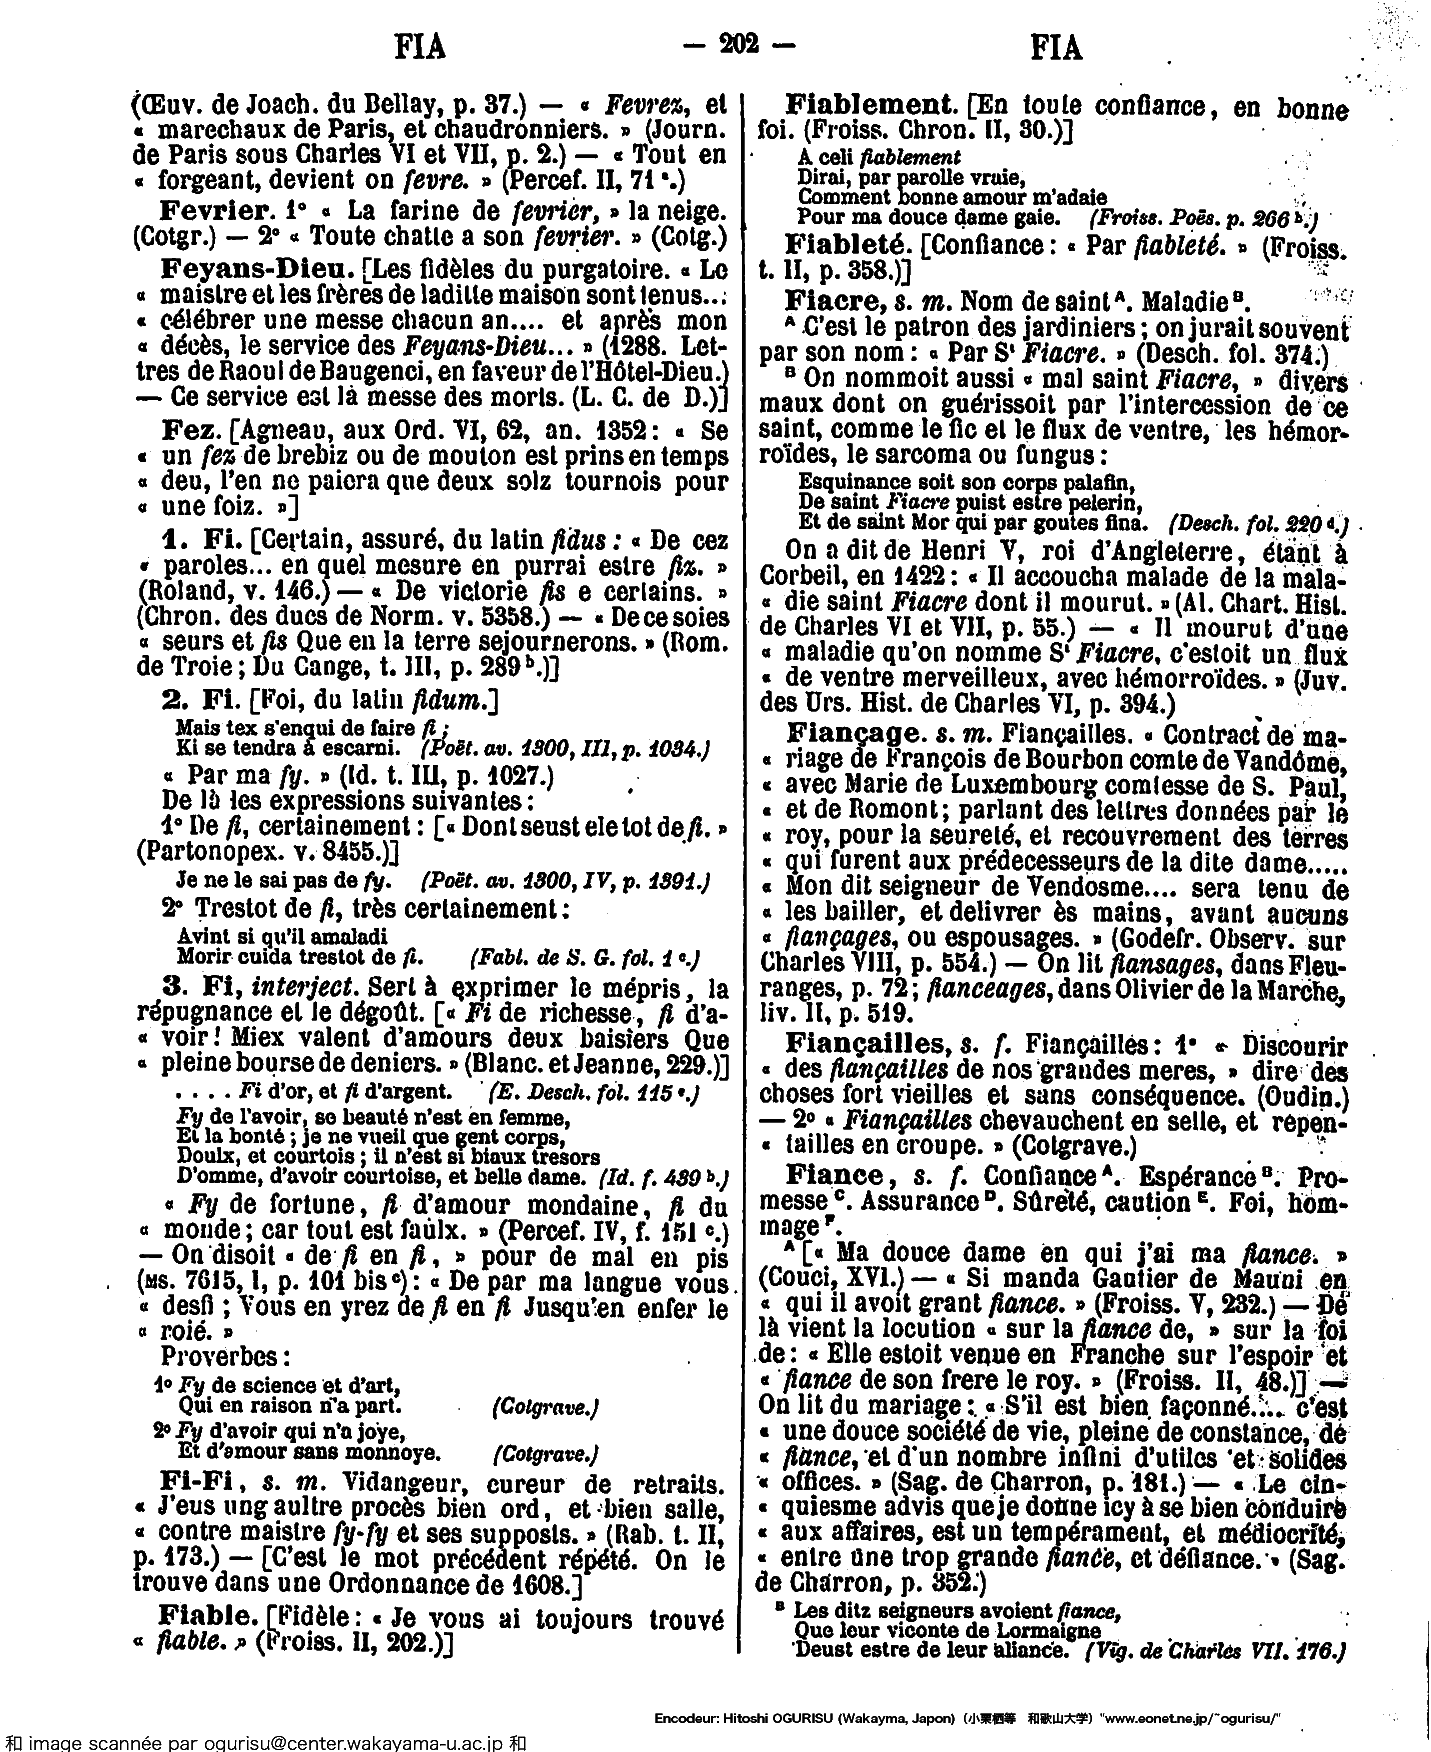 FIA — 202 — FIA
(Œuv. de Joach. du Bellay, p. 37.) — « Fevrez, et
« marechaux de Paris, et chaudronniers. » (Journ.
de Paris sous Charles VI et VII, p. 2.) — « Tout en
« forgeant, devient on fevre. » (Percef. II, 71 ª.)
Fevrier. 1° « La farine de fevrier, » la neige.
(Cotgr.) — 2° « Toute chatte a son fevrier. » (Cotg.)
Feyans-Dieu. [Les fidèles du purgatoire. « Le
« maistre et les frères de laditte maison sont tenus...
« célébrer une messe chacun an.... et après mon
« décès, le service des Feyans-Dieu... » (1288. Let-
tres de Raoul de Baugenci, en faveur de l'Hôtel-Dieu.)
— Ce service est là messe des morts. (L. C. de D.)]
Fez. [Agneau, aux Ord. VI, 62, an. 1352 : « Se
« un fez de brebiz ou de mouton est prins en temps
« deu, l'en ne paiera que deux solz tournois pour
« une foiz. »]
1. Fi. [Certain, assuré, du latin fidus : « De cez
« paroles... en quel mesure en purrai estre fiz. »
(Roland, v. 146.) — « De victorie fis e certains. »
(Chron. des ducs de Norm. v. 5358.) — « De ce soies
« seurs et fis Que en la terre sejournerons. » (Rom.
de Troie ; Du Cange, t. III, p. 289 ᵇ.)]
2. Fi. [Foi, du latin fidum.]
Mais tex s'enqui de faire fi ;
Ki se tendra a escarni. (Poët. av. 1300, III, p. 1034.)
« Par ma fy. » (Id. t. III, p. 1027.)
De là les expressions suivantes :
1° De fi, certainement : [« Dont seust ele tot de fi. »
(Partonopex. v. 8455.)]
Je ne le sai pas de fy. (Poët. av. 1300, IV, p. 1391.)
2° Trestot de fi, très certainement :
Avint si qu'il amaladi
Morir cuida trestot de fi. (Fabl. de S. G. fol. 1 ᶜ.)
3. Fi, interject. Sert à exprimer le mépris, la
répugnance et le dégoût. [« Fi de richesse, fi d'a-
« voir ! Miex valent d'amours deux baisiers Que
« pleine bourse de deniers. » (Blanc. et Jeanne, 229.)]
. . . . Fi d'or, et fi d'argent. (E. Desch. fol. 115 ᶜ.)
Fy de l'avoir, se beauté n'est en femme,
Et la bonté ; je ne vueil que gent corps,
Doulx, et courtois ; il n'est si biaux tresors
D'omme, d'avoir courtoise, et belle dame. (Id. f. 439 ᵇ.)
« Fy de fortune, fi d'amour mondaine, fi du
« monde ; car tout est faulx. » (Percef. IV, f. 151 ᶜ.)
— On disoit « de fi en fi, » pour de mal en pis
(MS. 7615, I, p. 101 bis ᶜ) : « De par ma langue vous
« desfi ; Vous en yrez de fi en fi Jusqu'en enfer le
« roié. »
Proverbes :
1° Fy de science et d'art,
Qui en raison n'a part. (Cotgrave.)
2° Fy d'avoir qui n'a joye,
Et d'amour sans monnoye. (Cotgrave.)
Fi-Fi, s. m. Vidangeur, cureur de retraits.
« J'eus ung aultre procès bien ord, et bien salle,
« contre maistre fy-fy et ses supposts. » (Rab. t. II,
p. 173.) — [C'est le mot précédent répété. On le
trouve dans une Ordonnance de 1608.]
Fiable. [Fidèle : « Je vous ai toujours trouvé
« fiable. » (Froiss. II, 202.)]
Fiablement. [En toute confiance, en bonne
foi. (Froiss. Chron. II, 30.)]
A celi fiablement
Dirai, par parolle vraie,
Comment bonne amour m'adaie
Pour ma douce dame gaie. (Froiss. Poës. p. 266 ᵇ.)
Fiableté. [Confiance : « Par fiableté. » (Froiss.
t. II, p. 358.)]
Fiacre, s. m. Nom de saint ᴬ. Maladie ᴮ.
ᴬ C'est le patron des jardiniers ; on jurait souvent
par son nom : « Par Sᵗ Fiacre. » (Desch. fol. 374.)
ᴮ On nommoit aussi « mal saint Fiacre, » divers
maux dont on guérissoit par l'intercession de ce
saint, comme le fic et le flux de ventre, les hémor-
roïdes, le sarcoma ou fungus :
Esquinance soit son corps palafin,
De saint Fiacre puist estre pelerin,
Et de saint Mor qui par goutes fina. (Desch. fol. 220 ᵈ.)
On a dit de Henri V, roi d'Angleterre, étant à
Corbeil, en 1422 : « Il accoucha malade de la mala-
« die saint Fiacre dont il mourut. » (Al. Chart. Hist.
de Charles VI et VII, p. 55.) — « Il mourut d'une
« maladie qu'on nomme Sᵗ Fiacre, c'estoit un flux
« de ventre merveilleux, avec hémorroïdes. » (Juv.
des Urs. Hist. de Charles VI, p. 394.)
Fiançage. s. m. Fiançailles. « Contract de ma-
« riage de François de Bourbon comte de Vandôme,
« avec Marie de Luxembourg comtesse de S. Paul,
« et de Romont ; parlant des lettres données par le
« roy, pour la seureté, et recouvrement des terres
« qui furent aux prédecesseurs de la dite dame.....
« Mon dit seigneur de Vendosme.... sera tenu de
« les bailler, et delivrer ès mains, avant aucuns
« fiançages, ou espousages. » (Godefr. Observ. sur
Charles VIII, p. 554.) — On lit fiansages, dans Fleu-
ranges, p. 72 ; fianceages, dans Olivier de la Marche,
liv. II, p. 519.
Fiançailles, s. f. Fiançailles : 1° « Discourir
« des fiançailles de nos grandes meres, » dire des
choses fort vieilles et sans conséquence. (Oudin.)
— 2° « Fiançailles chevauchent en selle, et repen-
« tailles en croupe. » (Cotgrave.)
Fiance, s. f. Confiance ᴬ. Espérance ᴮ. Pro-
messe ᶜ. Assurance ᴰ. Sûreté, caution ᴱ. Foi, hom-
mage ᶠ.
ᴬ [« Ma douce dame en qui j'ai ma fiance. »
(Couci, XVI.) — « Si manda Gautier de Mauni en
« qui il avoit grant fiance. » (Froiss. V, 232.) — De
là vient la locution « sur la fiance de, » sur la foi
de : « Elle estoit venue en Franche sur l'espoir et
« fiance de son frere le roy. » (Froiss. II, 48.)] —
On lit du mariage : « S'il est bien façonné.... c'est
« une douce société de vie, pleine de constance, de
« fiance, et d'un nombre infini d'utiles et solides
« offices. » (Sag. de Charron, p. 181.) — « Le cin-
« quiesme advis que je donne icy à se bien conduire
« aux affaires, est un tempérament, et médiocrité,
« entre une trop grande fiance, et défiance. » (Sag.
de Charron, p. 352.)
ᴮ Les ditz seigneurs avoient fiance,
Que leur viconte de Lormaigne
Deust estre de leur aliance. (Vig. de Charles VII. 176.)
Encodeur: Hitoshi OGURISU (Wakayma, Japon) (小栗栖等 和歌山大学) "www.eonet.ne.jp/~ogurisu/"
和 image scannée par ogurisu@center.wakayama-u.ac.jp 和